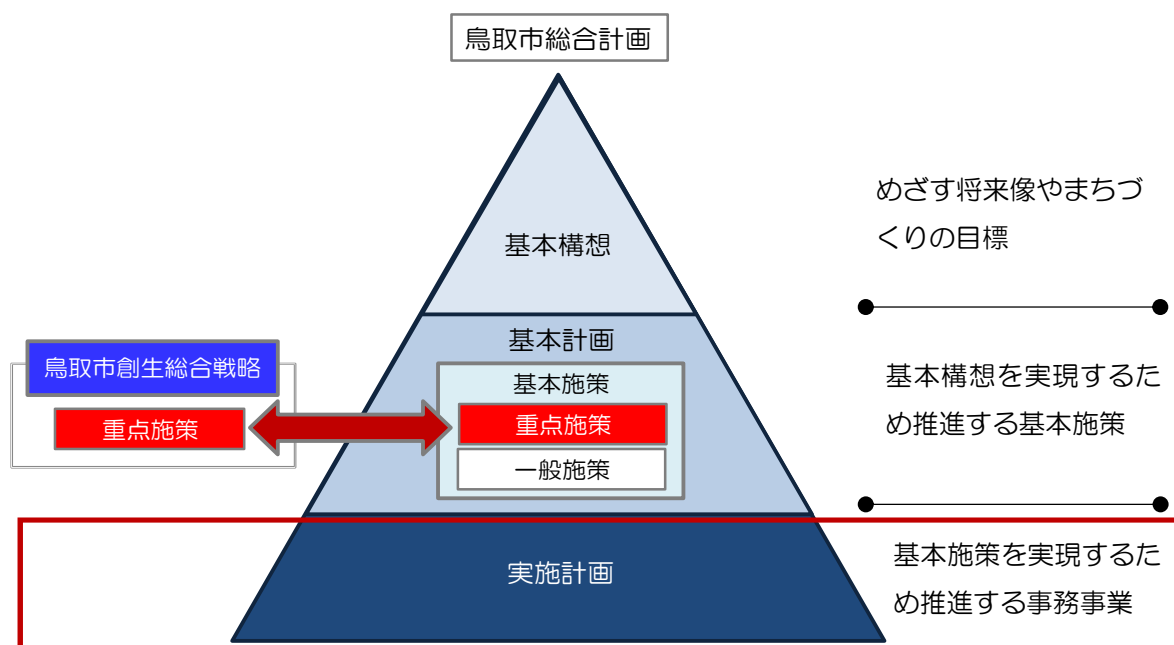 鳥取市総合計画
基本構想
めざす将来像やまちづ
くりの目標
基本計画
基本施策
重点施策
一般施策
鳥取市創生総合戦略
重点施策
基本構想を実現するた
め推進する基本施策
実施計画
基本施策を実現するた
め推進する事務事業